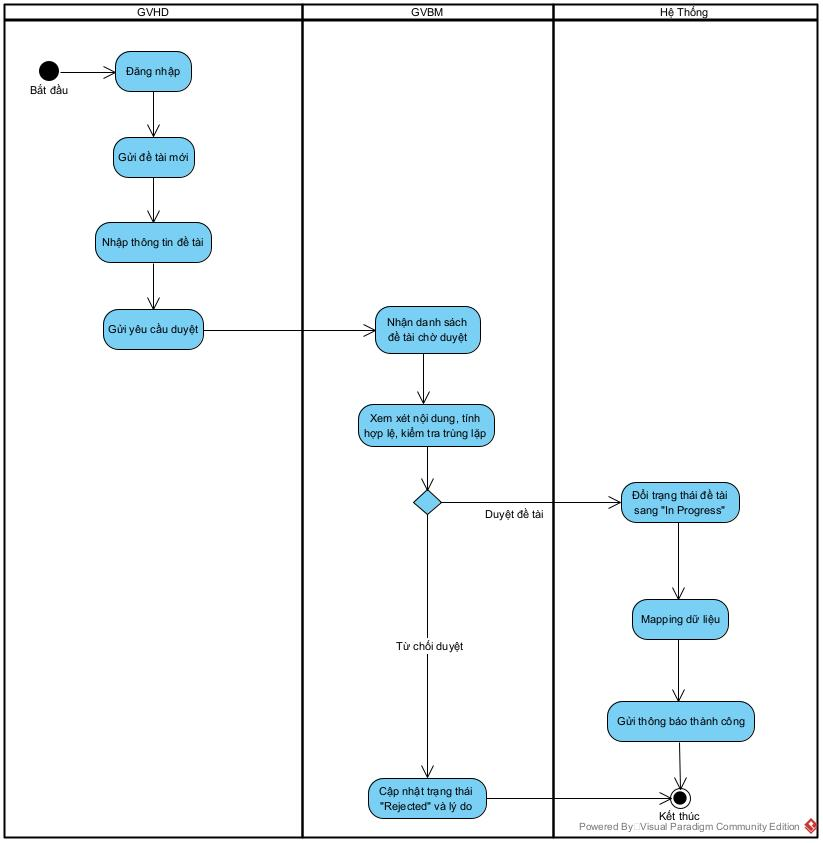 GVHD
GVBM
Hệ Thống
Bắt đầu
Đăng nhập
Gửi đề tài mới
Nhập thông tin đề tài
Gửi yêu cầu duyệt
Nhận danh sách
đề tài chờ duyệt
Xem xét nội dung, tính
hợp lệ, kiểm tra trùng lặp
Duyệt đề tài
Đổi trạng thái đề tài
sang "In Progress"
Mapping dữ liệu
Từ chối duyệt
Gửi thông báo thành công
Cập nhật trạng thái
"Rejected" và lý do
Kết thúc
Powered By Visual Paradigm Community Edition